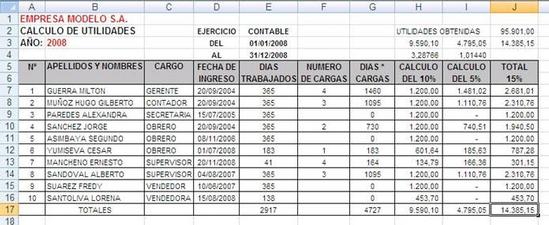 A B C D E F G H I J
1 EMPRESA MODELO S.A.
2 CALCULO DE UTILIDADES EJERCICIO CONTABLE UTILIDADES OBTENIDAS 95.901,00
3 AÑO: 2008 DEL 01/01/2008 9.590,10 4.795,05 14.385,15
4 AL 31/12/2008 3,28766 1,01440
5 Nº APELLIDOS Y NOMBRES CARGO FECHA DE DIAS NUMERO DIAS * CALCULO CALCULO TOTAL
6 INGRESO TRABAJADOS DE CARGAS CARGAS DEL 10% DEL 5% 15%
7 1 GUERRA MILTON GERENTE 20/09/2004 365 4 1460 1.200,00 1.481,02 2.681,01
8 2 MUÑOZ HUGO GILBERTO CONTADOR 20/09/2004 365 3 1095 1.200,00 1.110,76 2.310,76
9 3 PAREDES ALEXANDRA SECRETARIA 15/07/2005 365 0 1.200,00 - 1.200,00
10 4 SANCHEZ JORGE OBRERO 20/09/2004 365 2 730 1.200,00 740,51 1.940,50
11 5 ASIMBAYA SEGUNDO OBRERO 08/11/2006 365 0 1.200,00 - 1.200,00
12 6 YUMISEVA CESAR OBRERO 01/07/2008 183 1 183 601,64 185,63 787,28
13 7 MANCHENO ERNESTO SUPERVISOR 20/11/2008 41 4 164 134,79 166,36 301,15
14 8 SANDOVAL ALBERTO SUPERVISOR 04/08/2007 365 3 1095 1.200,00 1.110,76 2.310,76
15 9 SUAREZ FREDY VENDEDOR 10/06/2007 365 0 1.200,00 - 1.200,00
16 10 SANTOLIVA LORENA VENDEDORA 15/08/2008 138 0 453,70 - 453,70
17 TOTALES 2917 4727 9.590,10 4.795,05 14.385,15
18